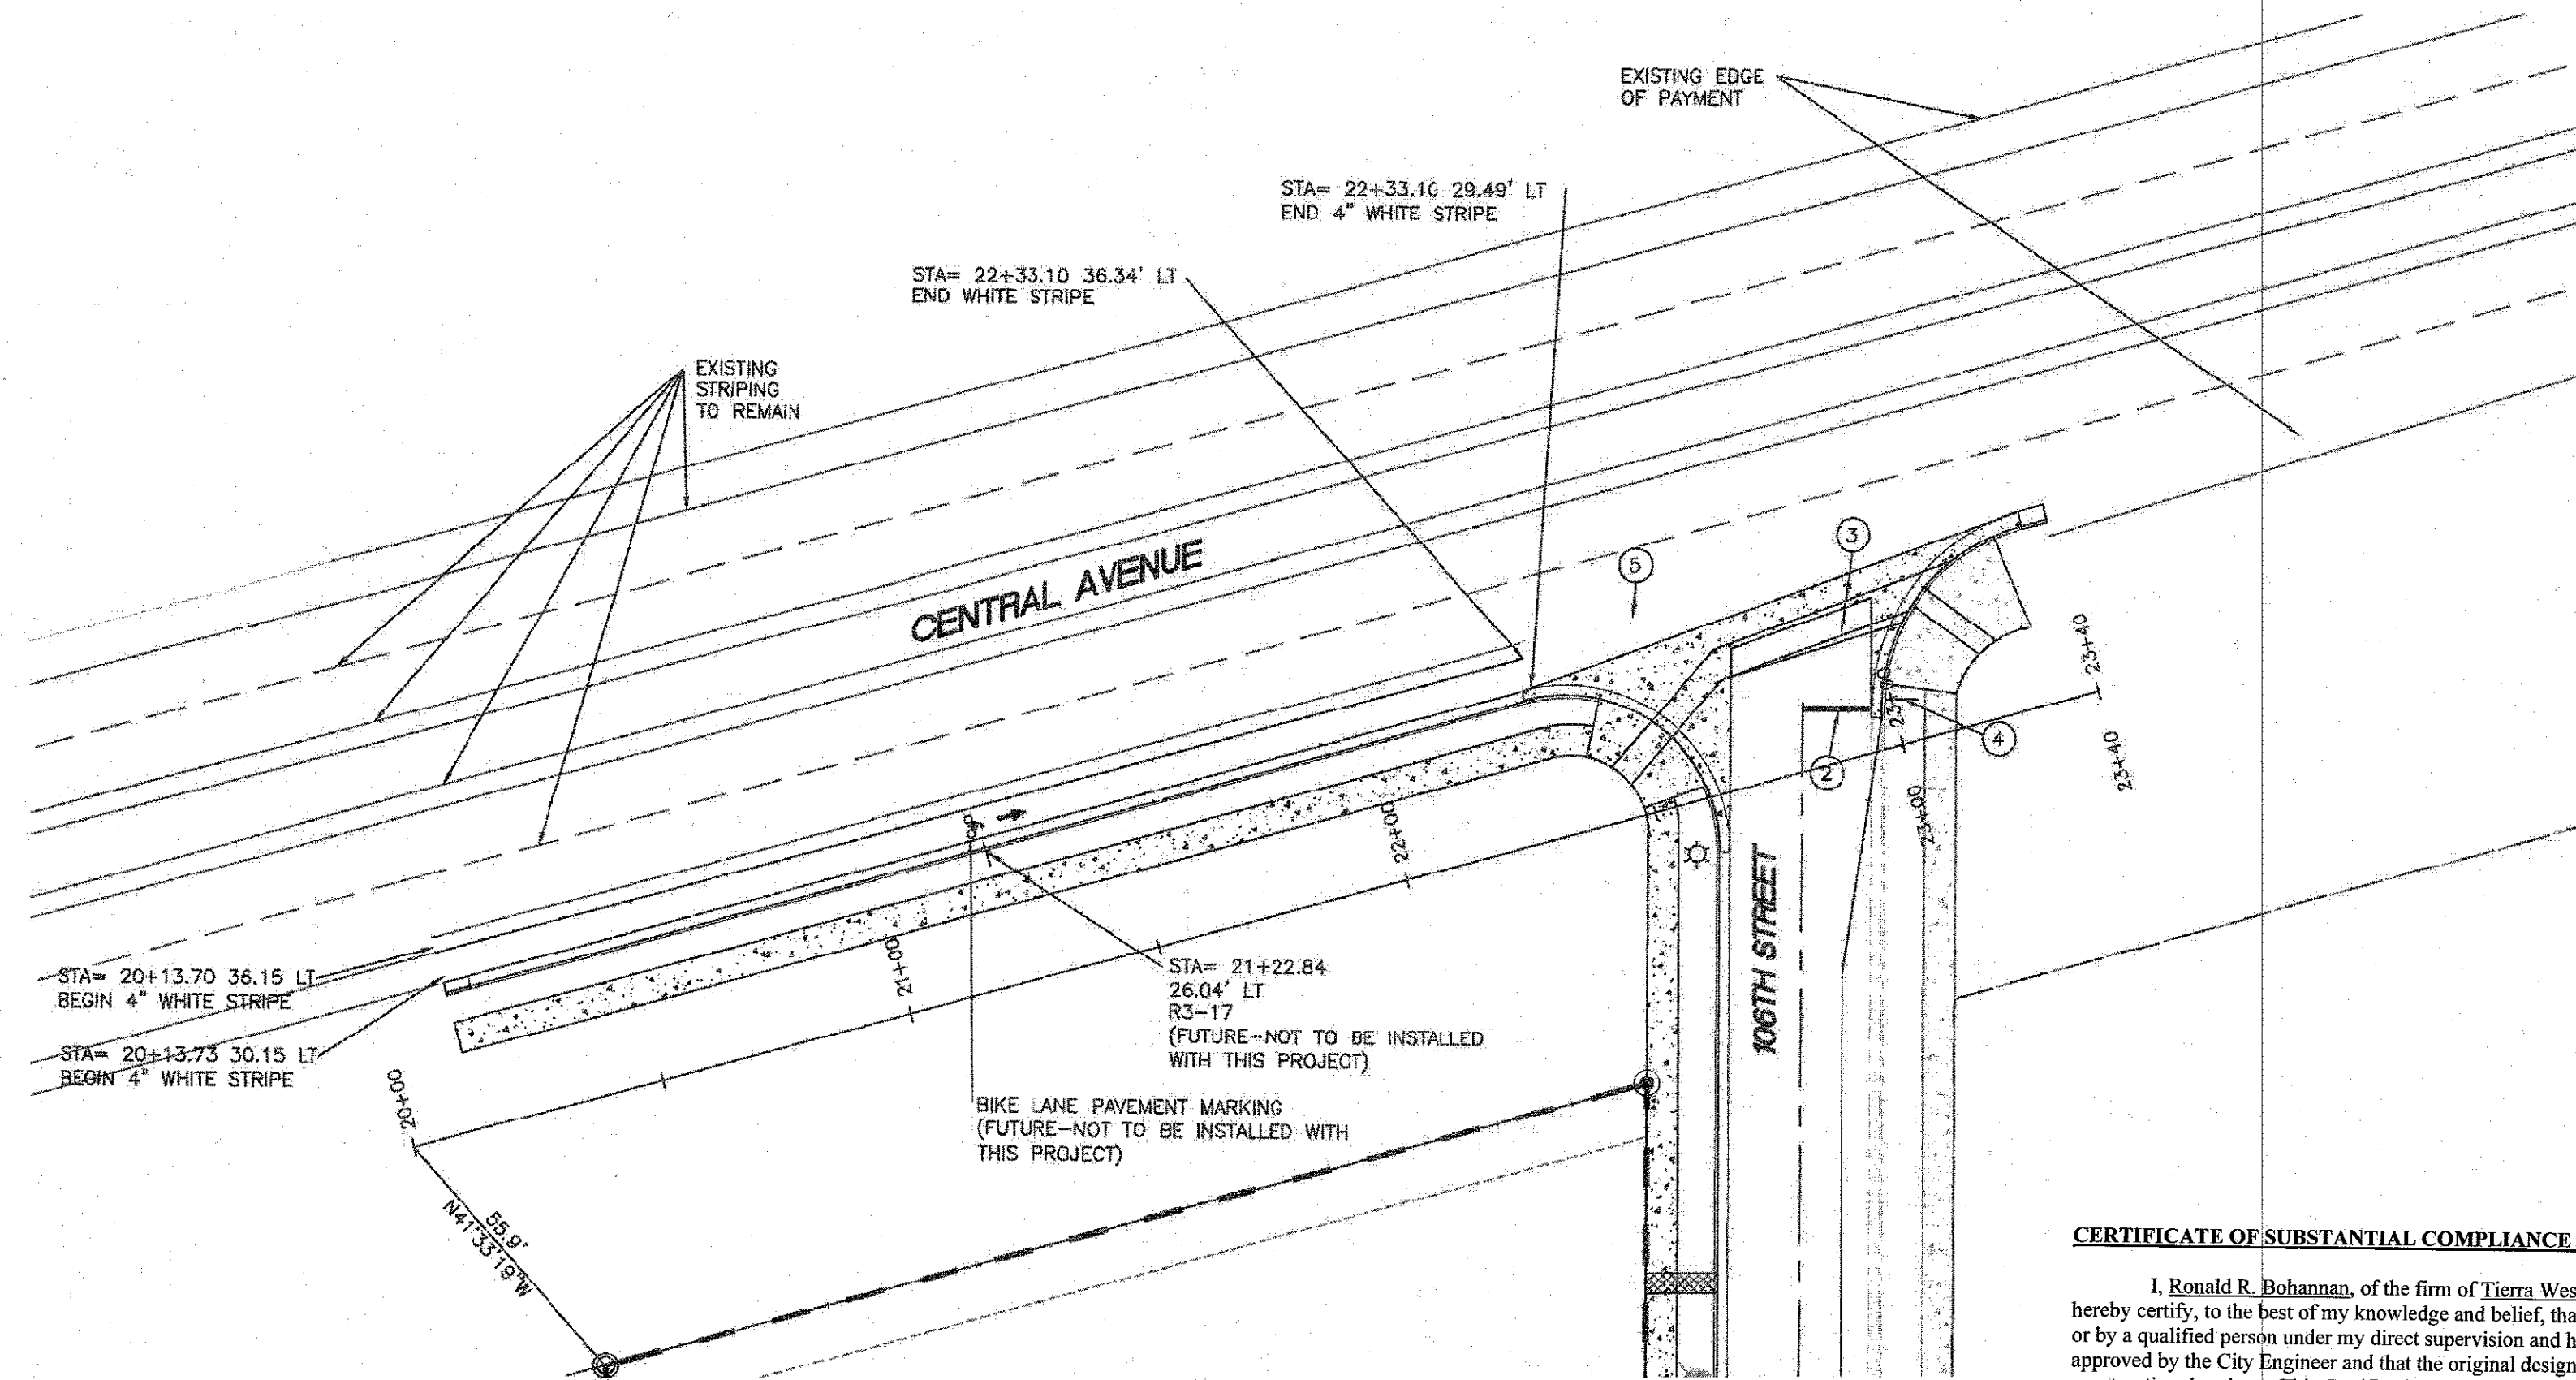 EXISTING EDGE
OF PAYMENT
STA= 22+33.10 29.49' LT
END 4" WHITE STRIPE
STA= 22+33.10 36.34' LT
END WHITE STRIPE
EXISTING
STRIPING
TO REMAIN
CENTRAL AVENUE
5
3
2
4
23+40
23+40
23+00
22+00
21+00
20+00
106TH STREET
STA= 20+13.70 36.15 LT
BEGIN 4" WHITE STRIPE
STA= 20+13.73 30.15 LT
BEGIN 4" WHITE STRIPE
STA= 21+22.84
26.04' LT
R3-17
(FUTURE-NOT TO BE INSTALLED
WITH THIS PROJECT)
BIKE LANE PAVEMENT MARKING
(FUTURE-NOT TO BE INSTALLED WITH
THIS PROJECT)
55.9'
N41°33'19"W
CERTIFICATE OF SUBSTANTIAL COMPLIANCE
I, Ronald R. Bohannan, of the firm of Tierra Wes
hereby certify, to the best of my knowledge and belief, tha
or by a qualified person under my direct supervision and h
approved by the City Engineer and that the original design